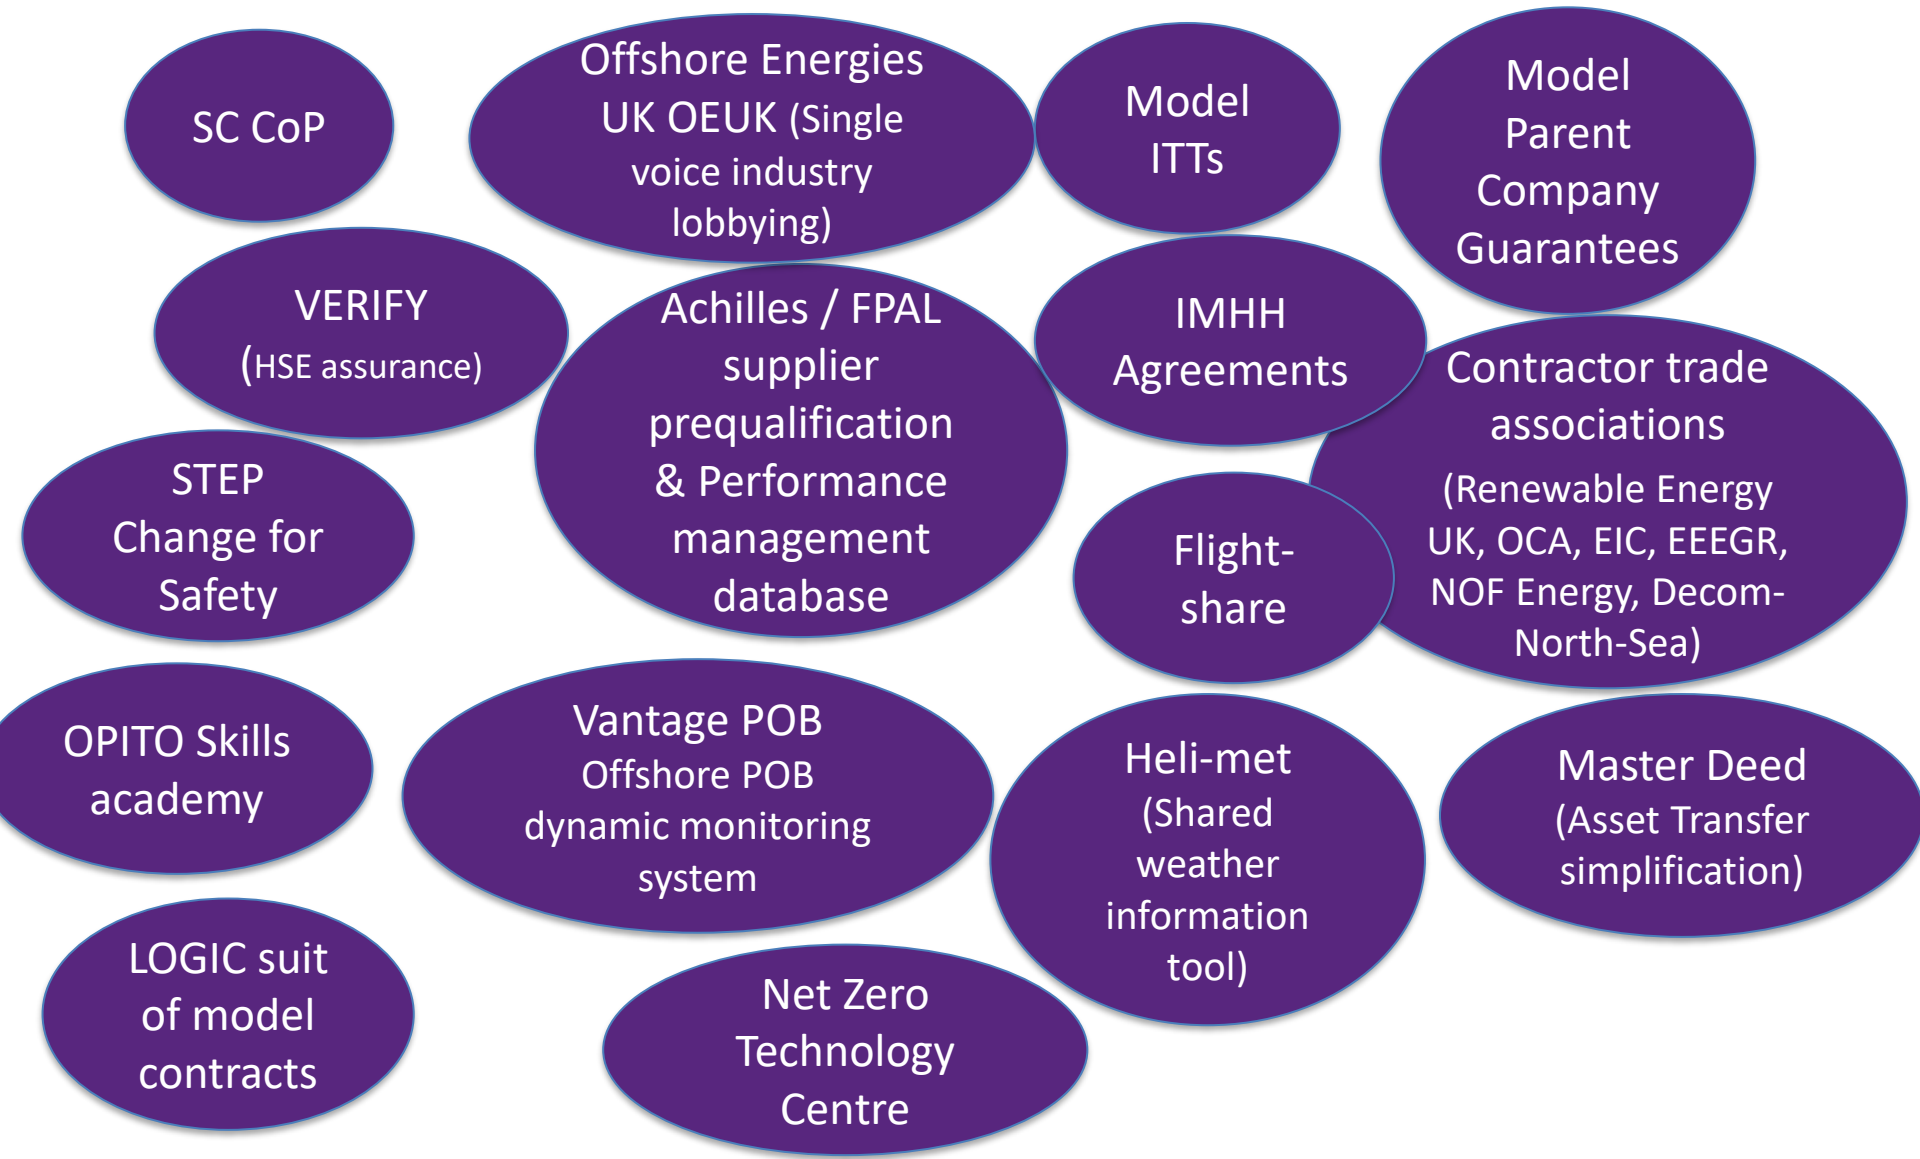 SC CoP
Offshore Energies
UK OEUK (Single
voice industry
lobbying)
Model
ITTs
Model
Parent
Company
Guarantees
VERIFY
(HSE assurance)
Achilles / FPAL
supplier
prequalification
& Performance
management
database
IMHH
Agreements
Contractor trade
associations
(Renewable Energy
UK, OCA, EIC, EEEGR,
NOF Energy, Decom-
North-Sea)
STEP
Change for
Safety
Flight-
share
OPITO Skills
academy
Vantage POB
Offshore POB
dynamic monitoring
system
Heli-met
(Shared
weather
information
tool)
Master Deed
(Asset Transfer
simplification)
LOGIC suit
of model
contracts
Net Zero
Technology
Centre